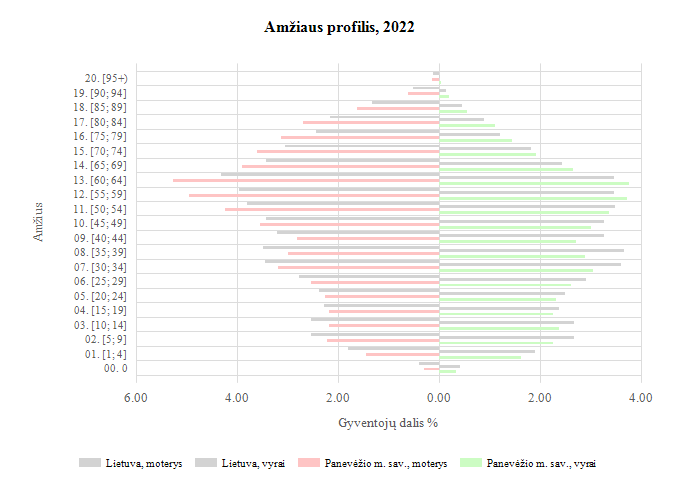 Amžiaus profilis, 2022
20. [95+)
19. [90; 94]
18. [85; 89]
17. [80; 84]
16. [75; 79]
15. [70; 74]
14. [65; 69]
13. [60; 64]
12. [55; 59]
11. [50; 54]
10. [45; 49]
09. [40; 44]
08. [35; 39]
07. [30; 34]
06. [25; 29]
05. [20; 24]
04. [15; 19]
03. [10; 14]
02. [5; 9]
01. [1; 4]
00. 0
Amžius
6.00 4.00 2.00 0.00 2.00 4.00
Gyventojų dalis %
Lietuva, moterys Lietuva, vyrai Panevėžio m. sav., moterys Panevėžio m. sav., vyrai